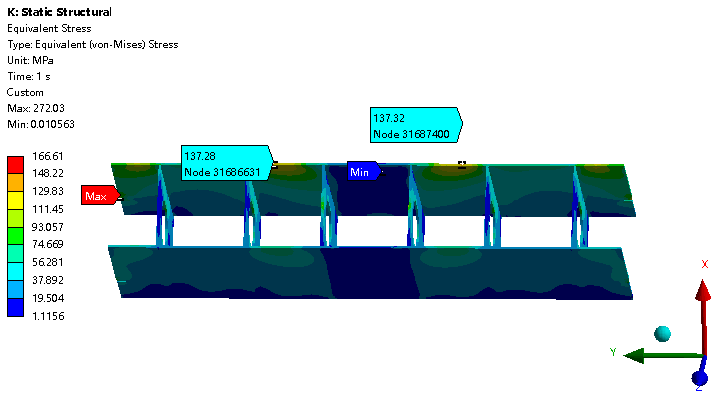 K: Static Structural
Equivalent Stress
Type: Equivalent (von-Mises) Stress
Unit: MPa
Time: 1 s
Custom
Max: 272.03
Min: 0.010563
166.61
148.22
129.83
111.45
93.057
74.669
56.281
37.892
19.504
1.1156
137.32
Node 31687400
137.28
Node 31686631
Min
Max
X
Y
Z